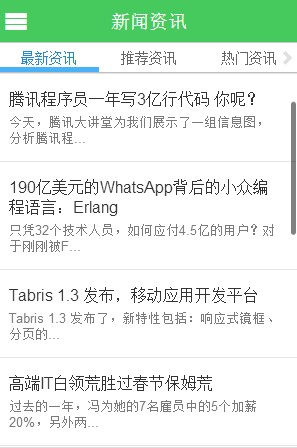 新闻资讯
最新资讯 推荐资讯 热门资讯
腾讯程序员一年写3亿行代码 你呢？
今天，腾讯大讲堂为我们展示了一组信息图，
分析腾讯程...
190亿美元的WhatsApp背后的小众编
程语言：Erlang
只凭32个技术人员，如何应付4.5亿的用户？对
于刚刚被F...
Tabris 1.3 发布，移动应用开发平台
Tabris 1.3 发布了，新特性包括：响应式镜框、
分页的...
高端IT白领荒胜过春节保姆荒
过去的一年，冯为她的7名雇员中的5个加薪
20%，另外两...